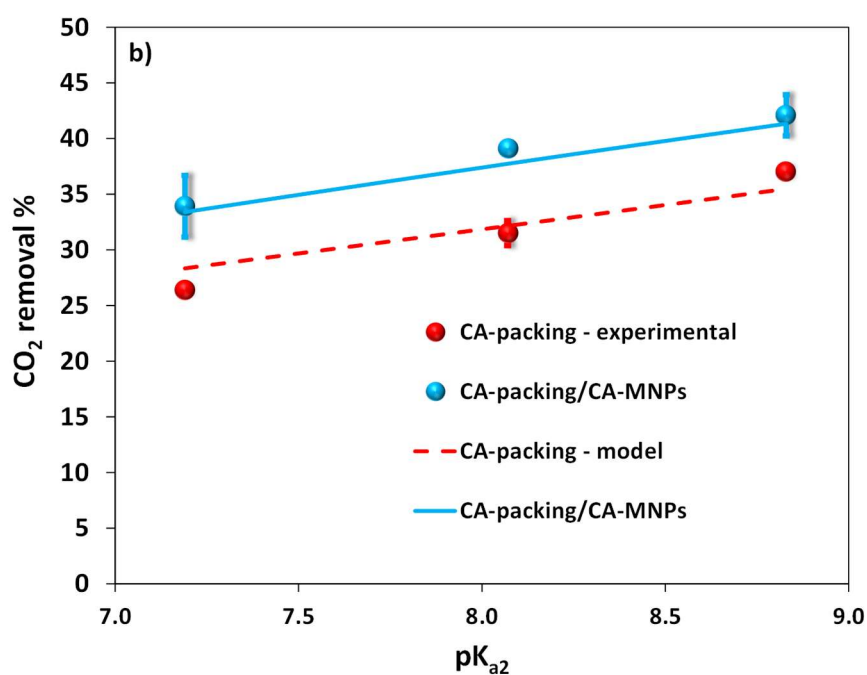 b)
50
45
40
35
30
25
20
15
10
5
0
CO₂ removal %
CA-packing - experimental
CA-packing/CA-MNPs
CA-packing - model
CA-packing/CA-MNPs
7.0 7.5 8.0 8.5 9.0
pKₐ₂